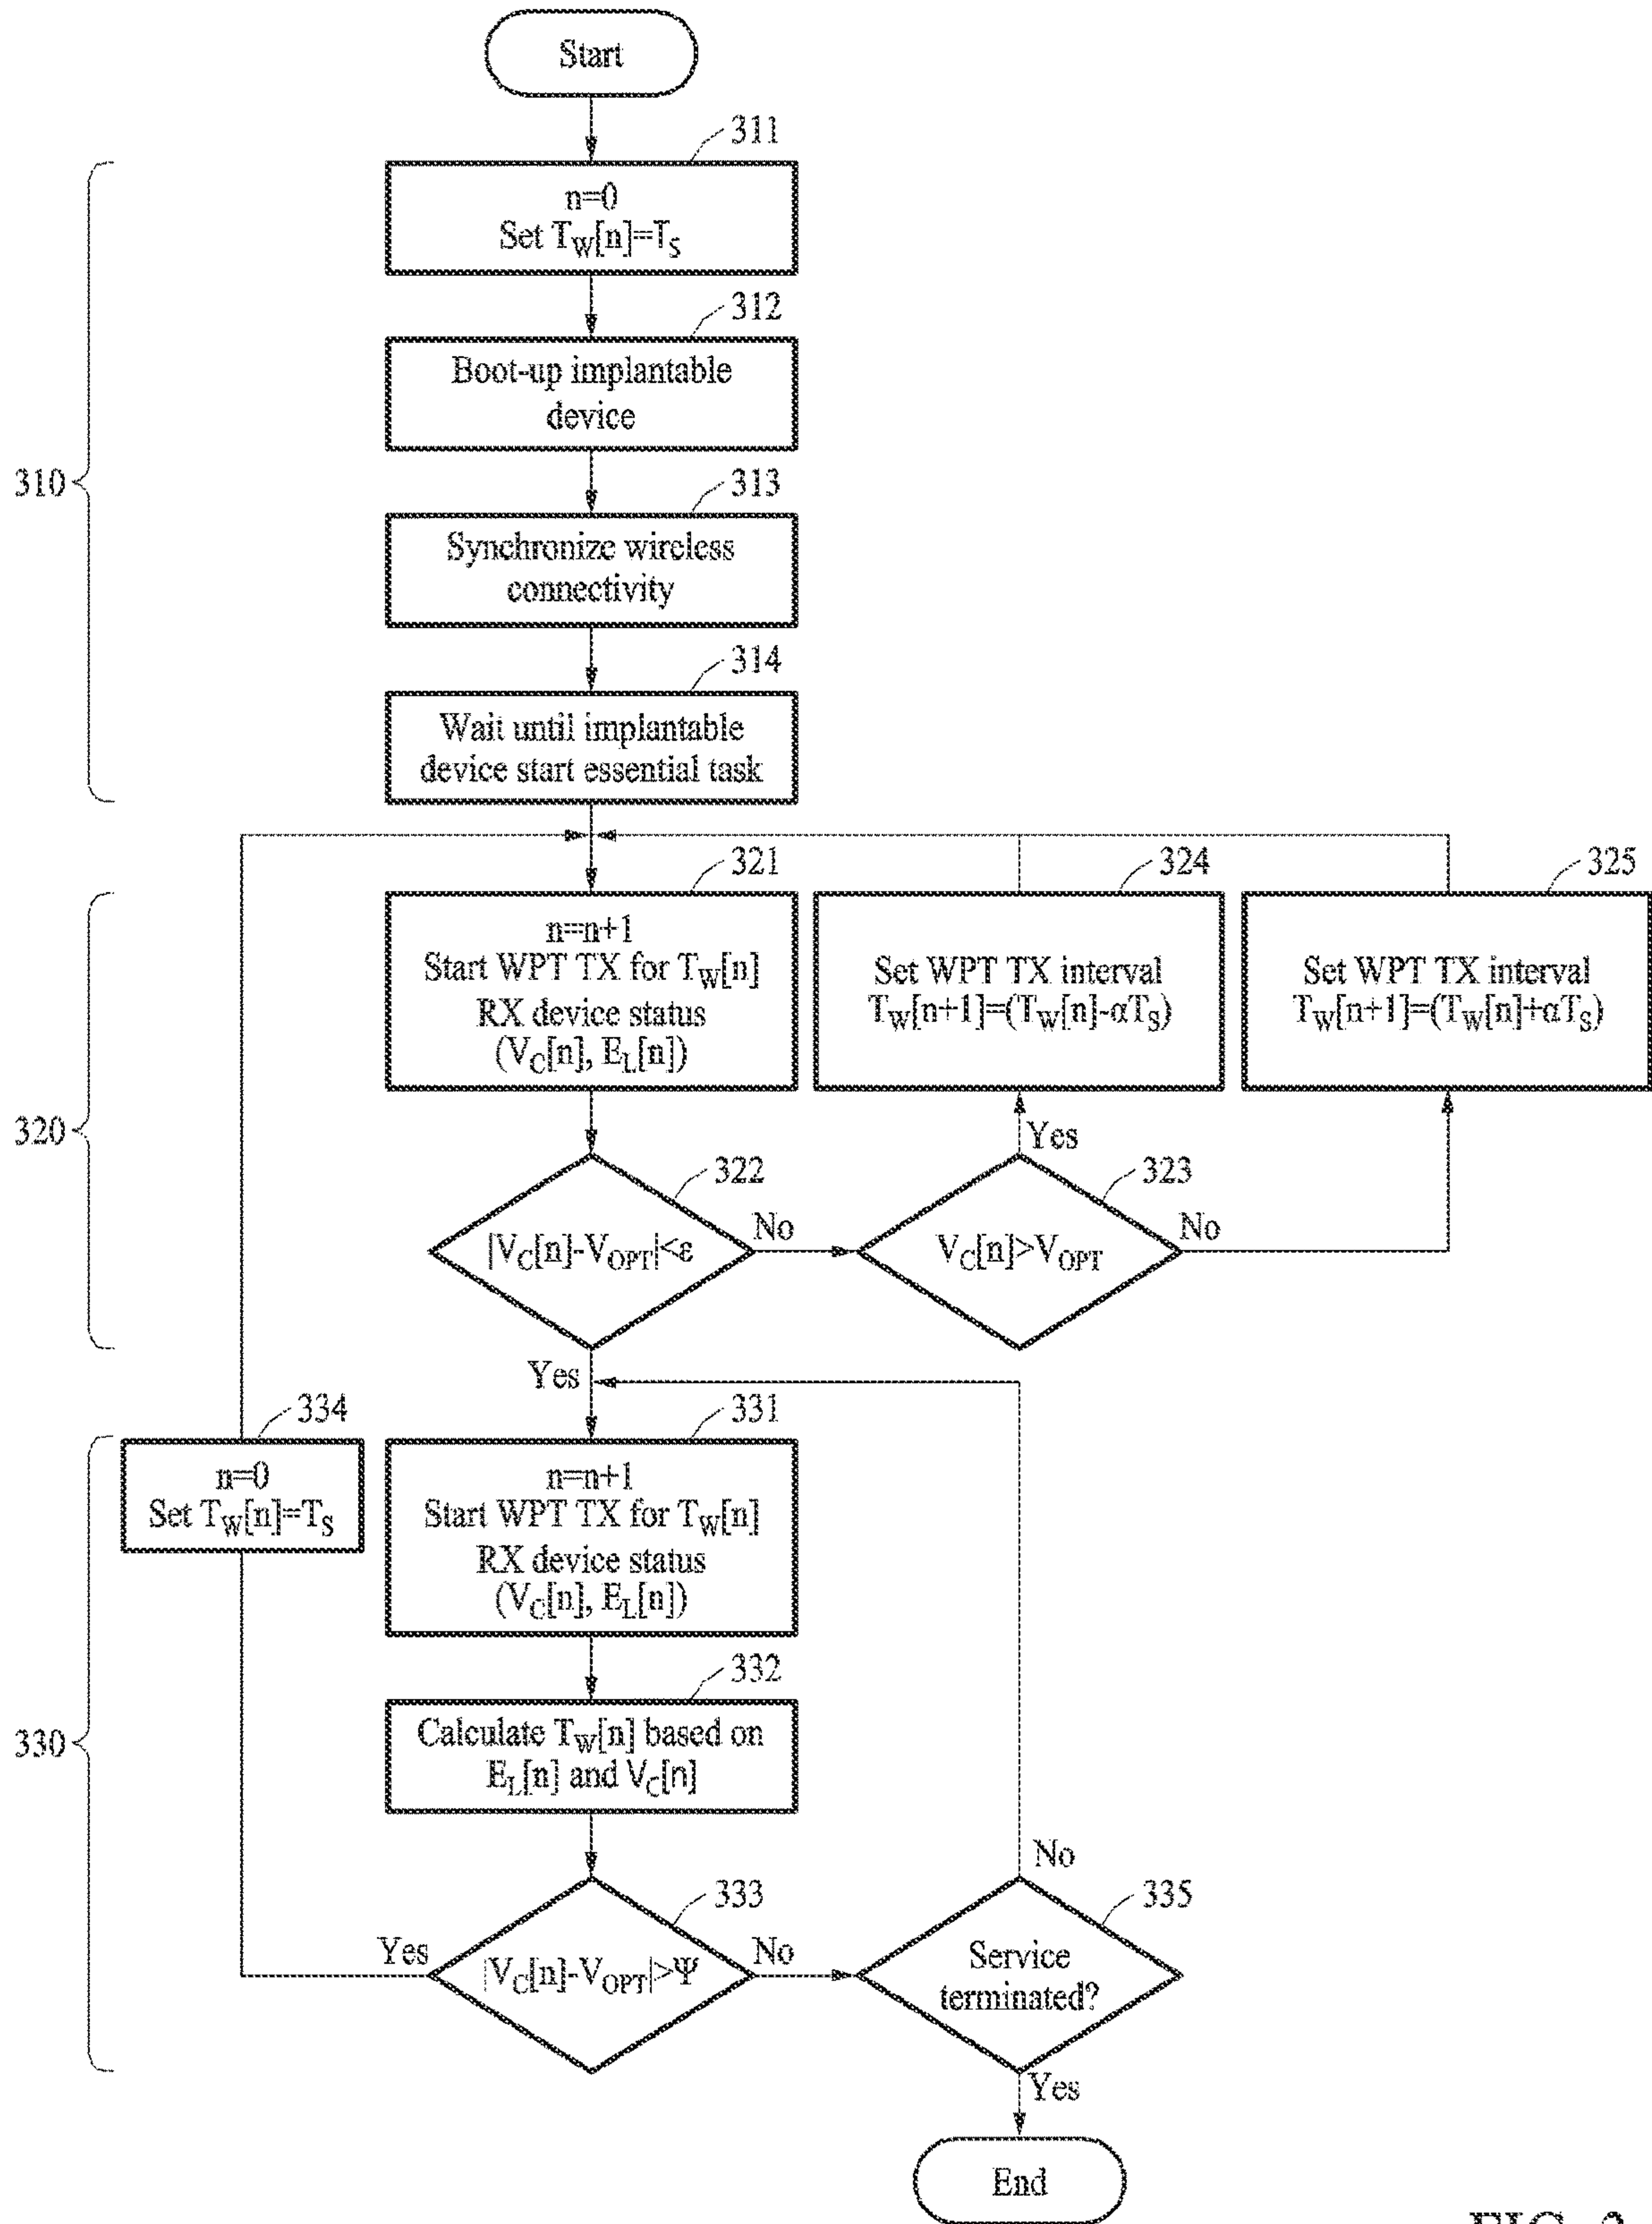 Start
311
n=0
Set T_W[n]=T_S
312
Boot-up implantable
device
310
313
Synchronize wireless
connectivity
314
Wait until implantable
device start essential task
321
324
325
n=n+1
Start WPT TX for T_W[n]
RX device status
(V_C[n], E_L[n])
Set WPT TX interval
T_W[n+1]=(T_W[n]-αT_S)
Set WPT TX interval
T_W[n+1]=(T_W[n]+αT_S)
320
Yes
322
323
|V_C[n]-V_OPT|<ε
No
V_C[n]>V_OPT
No
Yes
334
331
n=0
Set T_W[n]=T_S
n=n+1
Start WPT TX for T_W[n]
RX device status
(V_C[n], E_L[n])
332
330
Calculate T_W[n] based on
E_L[n] and V_C[n]
No
333
335
Yes
|V_C[n]-V_OPT|>Ψ
No
Service
terminated?
Yes
End